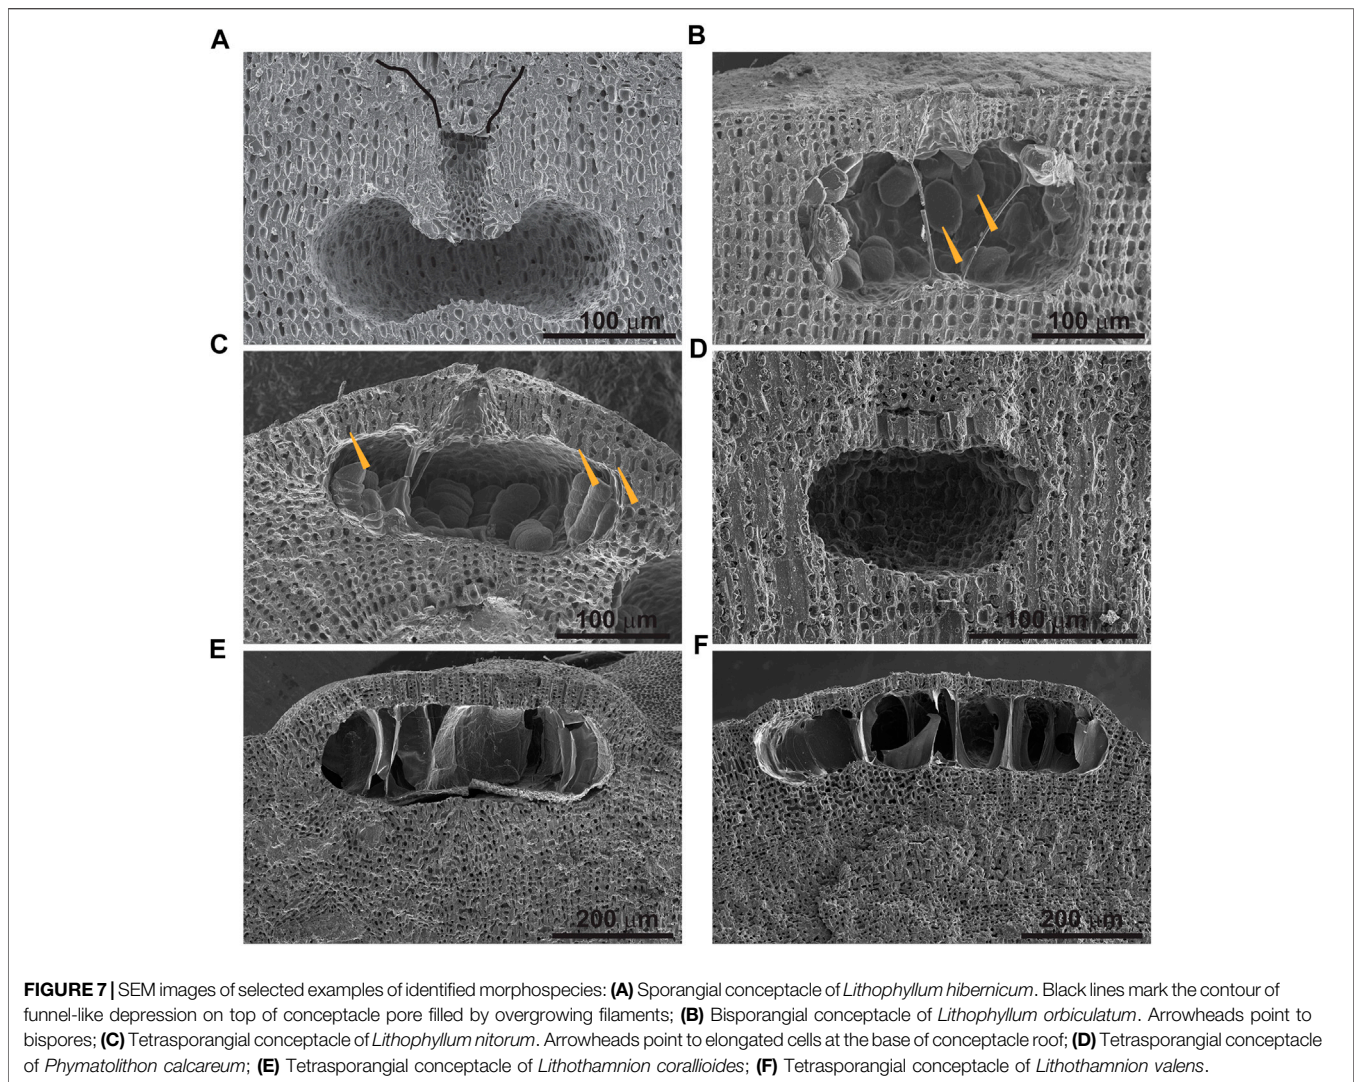 A
B
100 μm
100 μm
C
D
100 μm
100 μm
E
F
200 μm
200 μm
FIGURE 7 | SEM images of selected examples of identified morphospecies: (A) Sporangial conceptacle of Lithophyllum hibernicum. Black lines mark the contour of
funnel-like depression on top of conceptacle pore filled by overgrowing filaments; (B) Bisporangial conceptacle of Lithophyllum orbiculatum. Arrowheads point to
bispores; (C) Tetrasporangial conceptacle of Lithophyllum nitorum. Arrowheads point to elongated cells at the base of conceptacle roof; (D) Tetrasporangial conceptacle
of Phymatolithon calcareum; (E) Tetrasporangial conceptacle of Lithothamnion corallioides; (F) Tetrasporangial conceptacle of Lithothamnion valens.